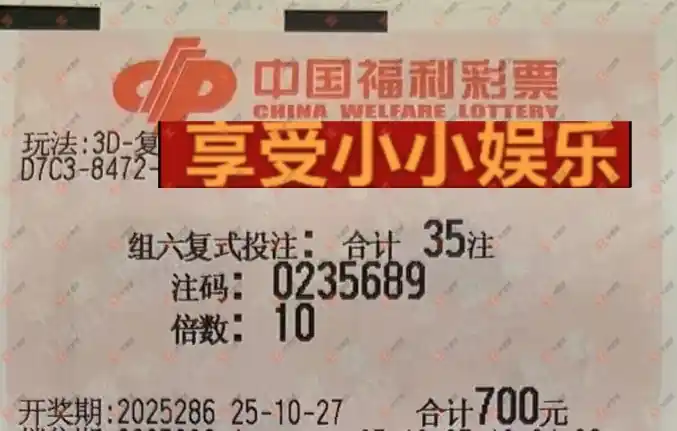 中国福利彩票
CHINA WELFARE LOTTERY
玩法:3D-复
享受小小娱乐
D7C3-8472-
组六复式投注: 合计 35注
注码: 0235689
倍数: 10
开奖期:2025286 25-10-27 合计700元